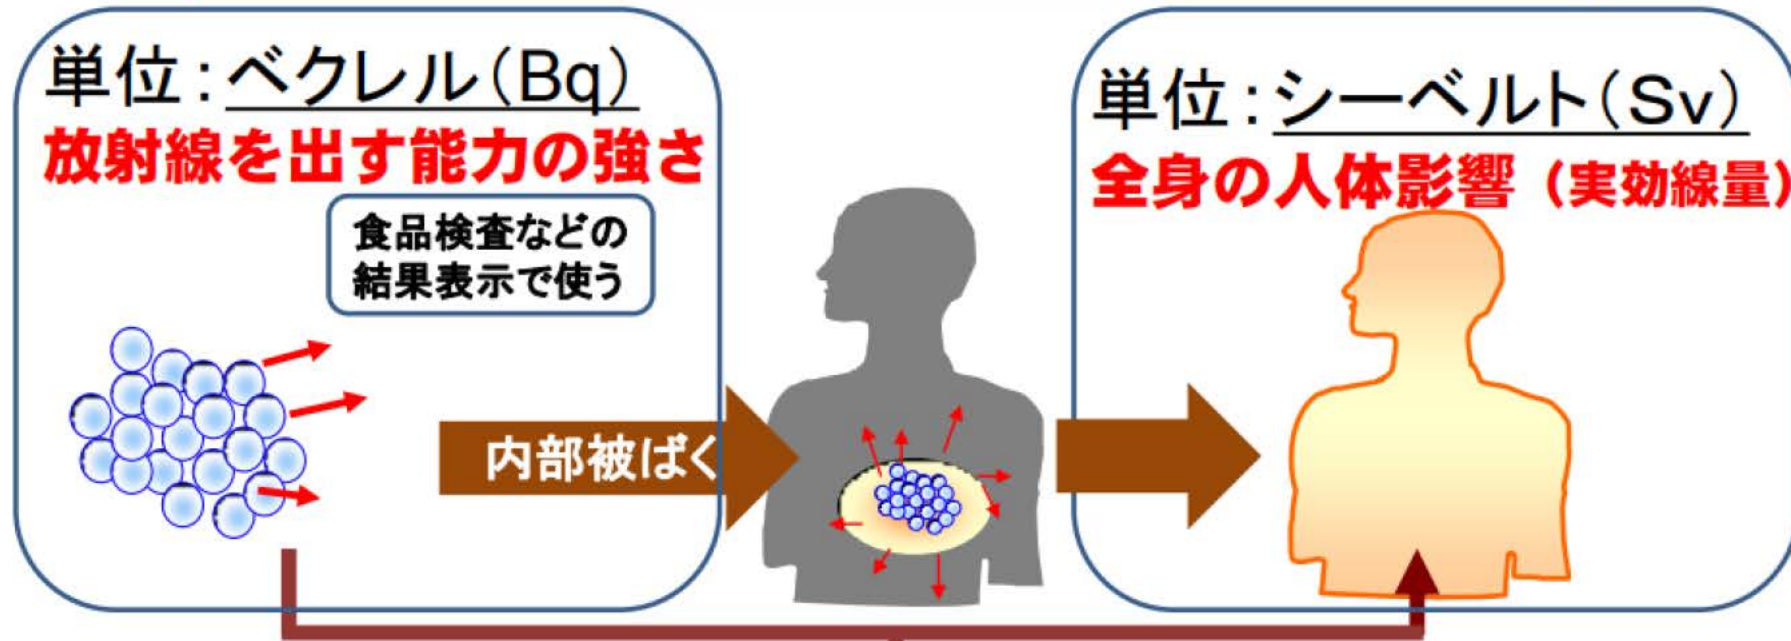 単位：ベクレル（Bq）
放射線を出す能力の強さ
食品検査などの
結果表示で使う
内部被ばく
単位：シーベルト（Sv）
全身の人体影響（実効線量）